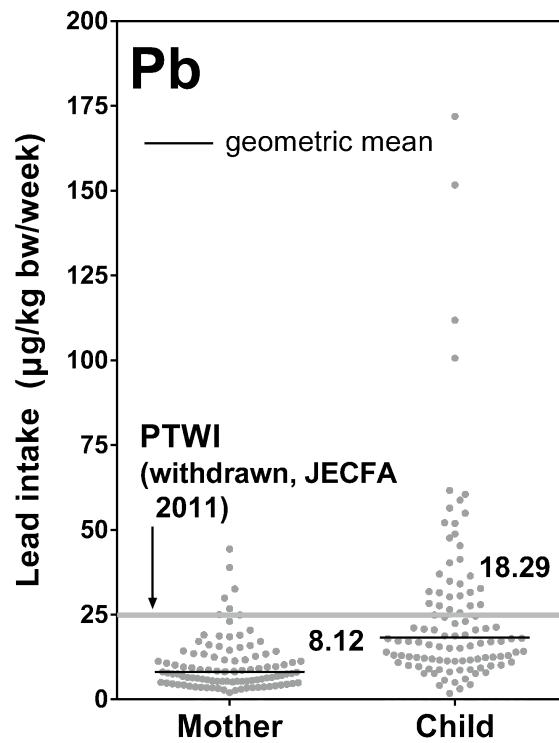 200
Pb
175
geometric mean
150
125
100
75
50
25
0
Lead intake (µg/kg bw/week)
PTWI
(withdrawn, JECFA
2011)
18.29
8.12
Mother
Child